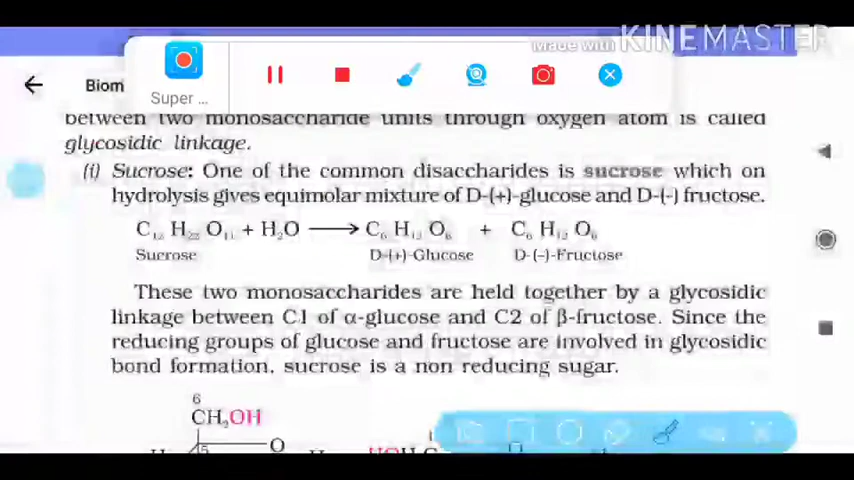 Made with KINEMASTER
Biom
Super ...
between two monosaccharide units through oxygen atom is called
glycosidic linkage.
(i) Sucrose: One of the common disaccharides is sucrose which on
hydrolysis gives equimolar mixture of D-(+)-glucose and D-(-) fructose.
C₁₂ H₂₂ O₁₁ + H₂O ⟶ C₆ H₁₂ O₆ + C₆ H₁₂ O₆
Sucrose D-(+)-Glucose D-(–)-Fructose
These two monosaccharides are held together by a glycosidic
linkage between C1 of α-glucose and C2 of β-fructose. Since the
reducing groups of glucose and fructose are involved in glycosidic
bond formation, sucrose is a non reducing sugar.
6
CH₂OH
5 O